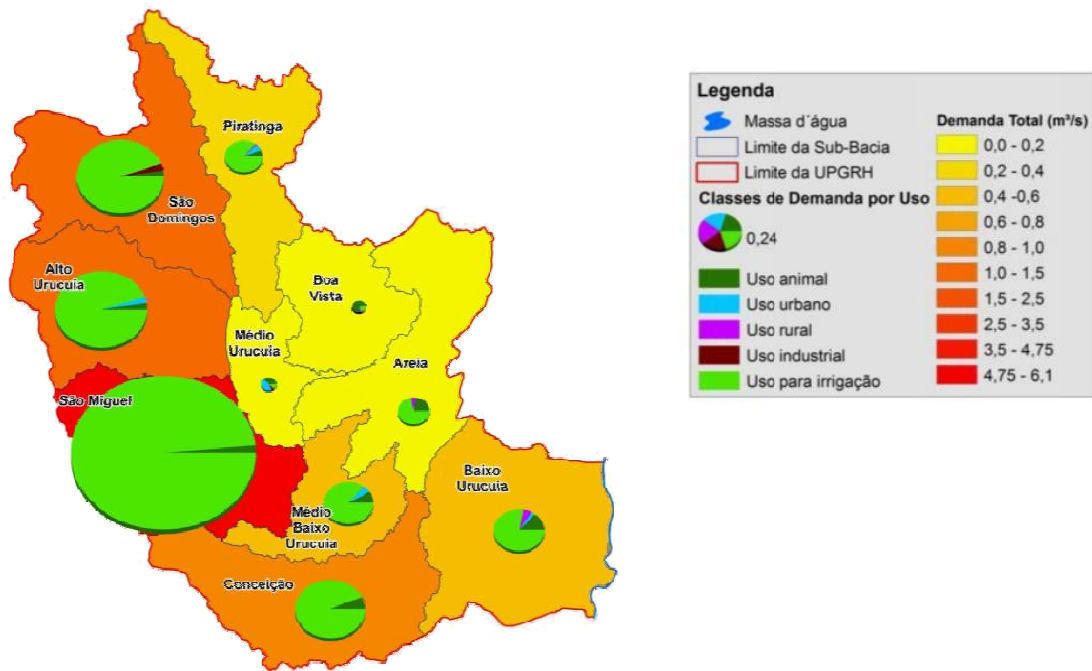 Piratinga
São
Domingos
Alto
Urucuia
Boa
Vista
Médio
Urucuia
Areia
São Miguel
Baixo
Urucuia
Médio
Baixo
Urucuia
Conceição
Legenda
Massa d´água
Limite da Sub-Bacia
Limite da UPGRH
Classes de Demanda por Uso
0,24
Uso animal
Uso urbano
Uso rural
Uso industrial
Uso para irrigação
Demanda Total (m³/s)
0,0 - 0,2
0,2 - 0,4
0,4 -0,6
0,6 - 0,8
0,8 - 1,0
1,0 - 1,5
1,5 - 2,5
2,5 - 3,5
3,5 - 4,75
4,75 - 6,1